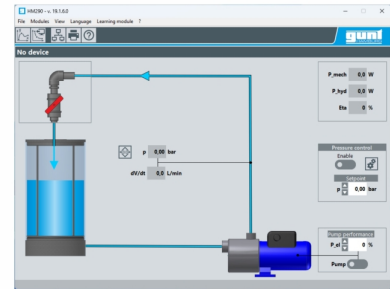 HM290 - v. 19.1.6.0
File Modules View Language Learning module ?
gunt
No device
P_mech 0,0 W
P_hyd 0,0 W
Eta 0 %
p 0,00 bar
dV/dt 0,0 L/min
Pressure control
Enable
Setpoint
p 0,00 bar
Pump performance
P_el 0 %
Pump